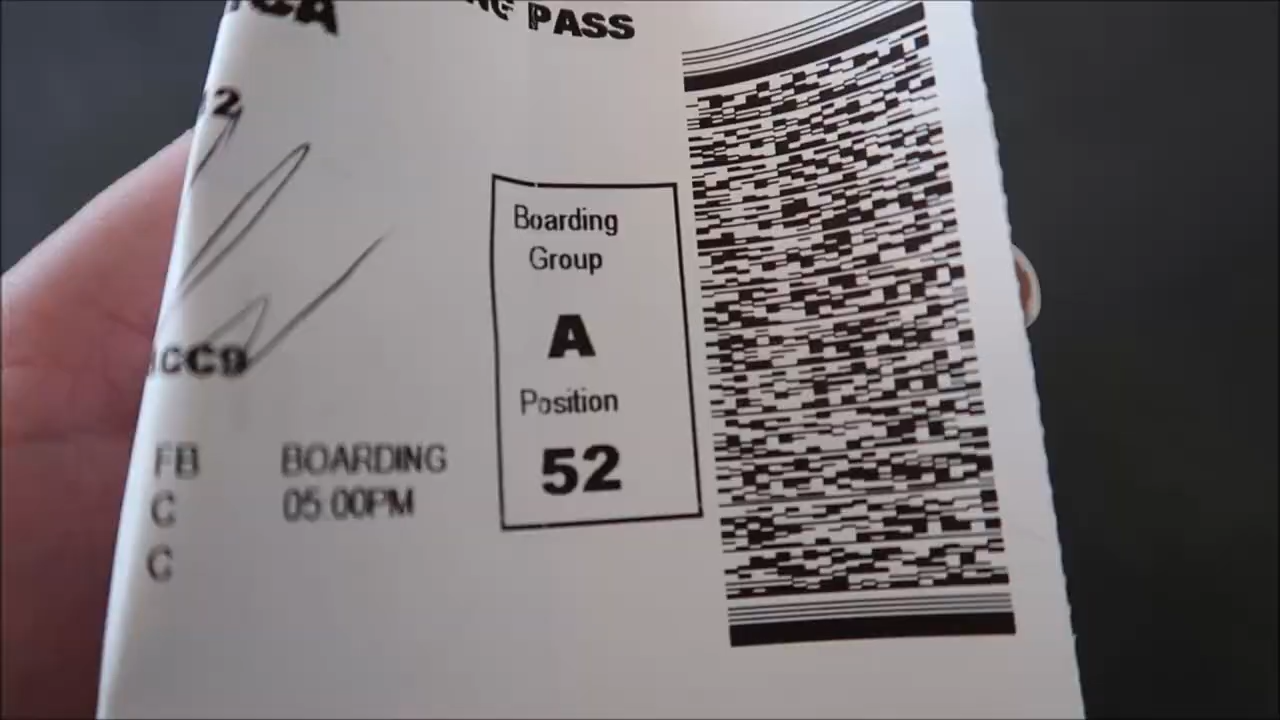 PASS
2
Boarding
Group
A
Position
52
CC9
FB BOARDING
C 05:00PM
C